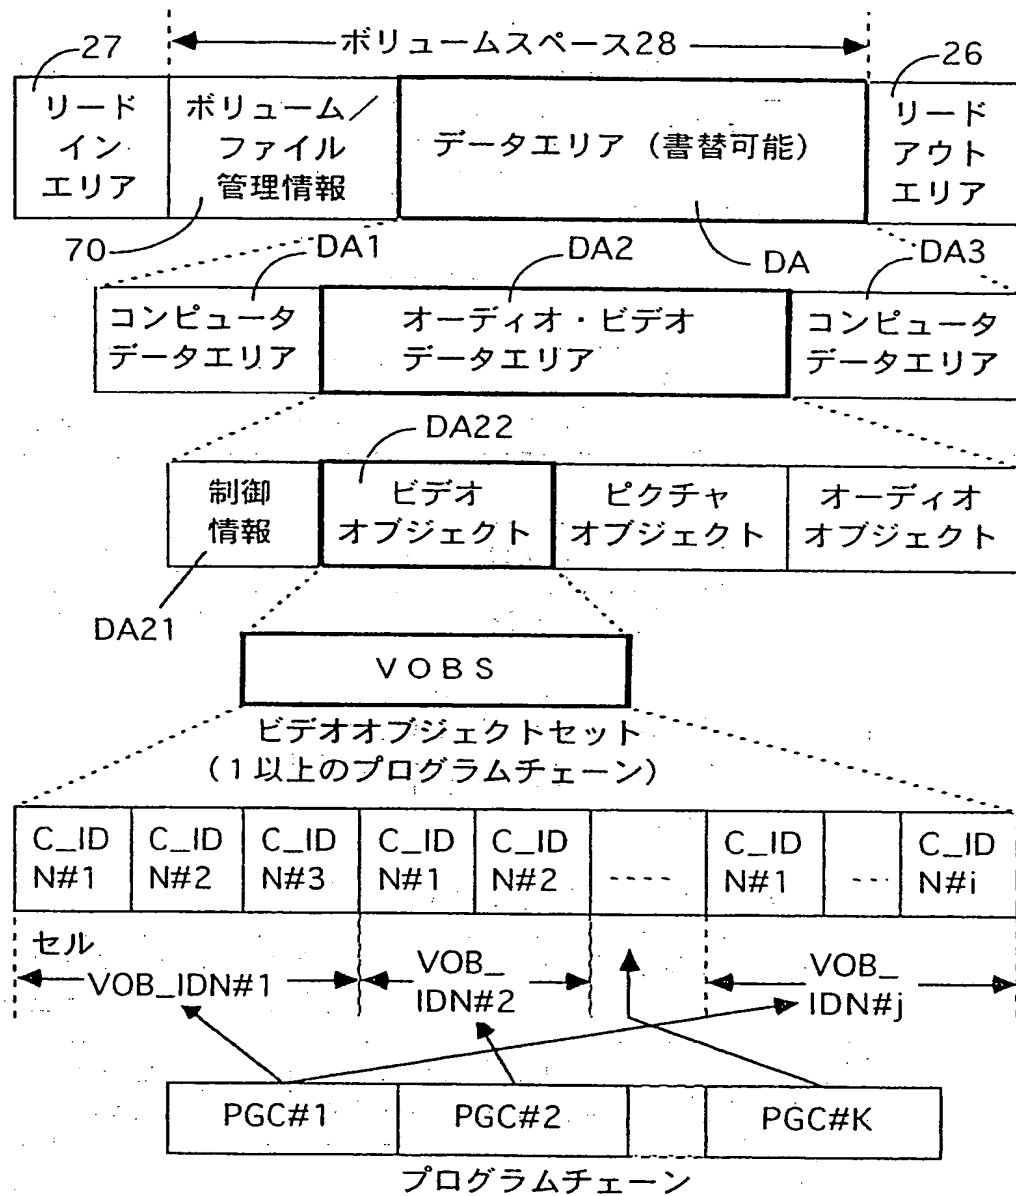 ボリュームスペース28
27
26
リード
イン
エリア
ボリューム／
ファイル
管理情報
データエリア（書替可能）
リード
アウト
エリア
70
DA1
DA2
DA
DA3
コンピュータ
データエリア
オーディオ・ビデオ
データエリア
コンピュータ
データエリア
DA22
制御
情報
ビデオ
オブジェクト
ピクチャ
オブジェクト
オーディオ
オブジェクト
DA21
VOBS
ビデオオブジェクトセット
（1以上のプログラムチェーン）
C_ID
N#1
C_ID
N#2
C_ID
N#3
C_ID
N#1
C_ID
N#2
C_ID
N#1
C_ID
N#i
セル
VOB_IDN#1
VOB_
IDN#2
VOB_
IDN#j
PGC#1
PGC#2
PGC#K
プログラムチェーン